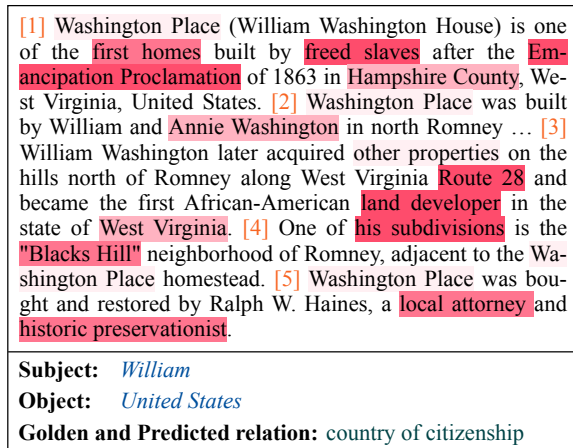 [1] Washington Place (William Washington House) is one
of the first homes built by freed slaves after the Em-
ancipation Proclamation of 1863 in Hampshire County, We-
st Virginia, United States. [2] Washington Place was built
by William and Annie Washington in north Romney ... [3]
William Washington later acquired other properties on the
hills north of Romney along West Virginia Route 28 and
became the first African-American land developer in the
state of West Virginia. [4] One of his subdivisions is the
"Blacks Hill" neighborhood of Romney, adjacent to the Wa-
shington Place homestead. [5] Washington Place was bou-
ght and restored by Ralph W. Haines, a local attorney and
historic preservationist.
Subject: William
Object: United States
Golden and Predicted relation: country of citizenship